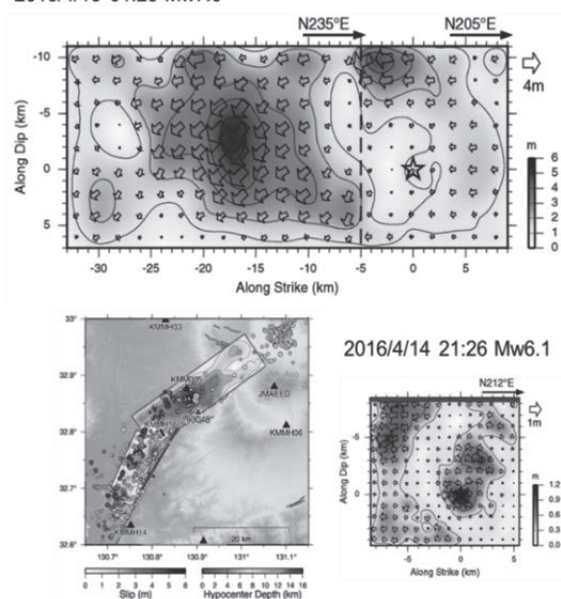 N235°E N205°E
-10 -5 0 5
Along Dip (km)
4m
m
6 5 4 3 2 1 0
-30 -25 -20 -15 -10 -5 0 5
Along Strike (km)
33°
32.9°
32.8°
32.7°
32.6°
JMAEED
KMMH06
KMMH14
20 km
130.7° 130.8° 130.9° 131° 131.1°
0 1 2 3 4 5 6
Slip (m)
0 2 4 6 8 10 12 14 16
Hypocenter Depth (km)
2016/4/14 21:26 Mw6.1
N212°E
1m
-5 0
Along Dip (km)
m
1.2 0.9 0.6 0.3 0.0
-5 0 5
Along Strike (km)